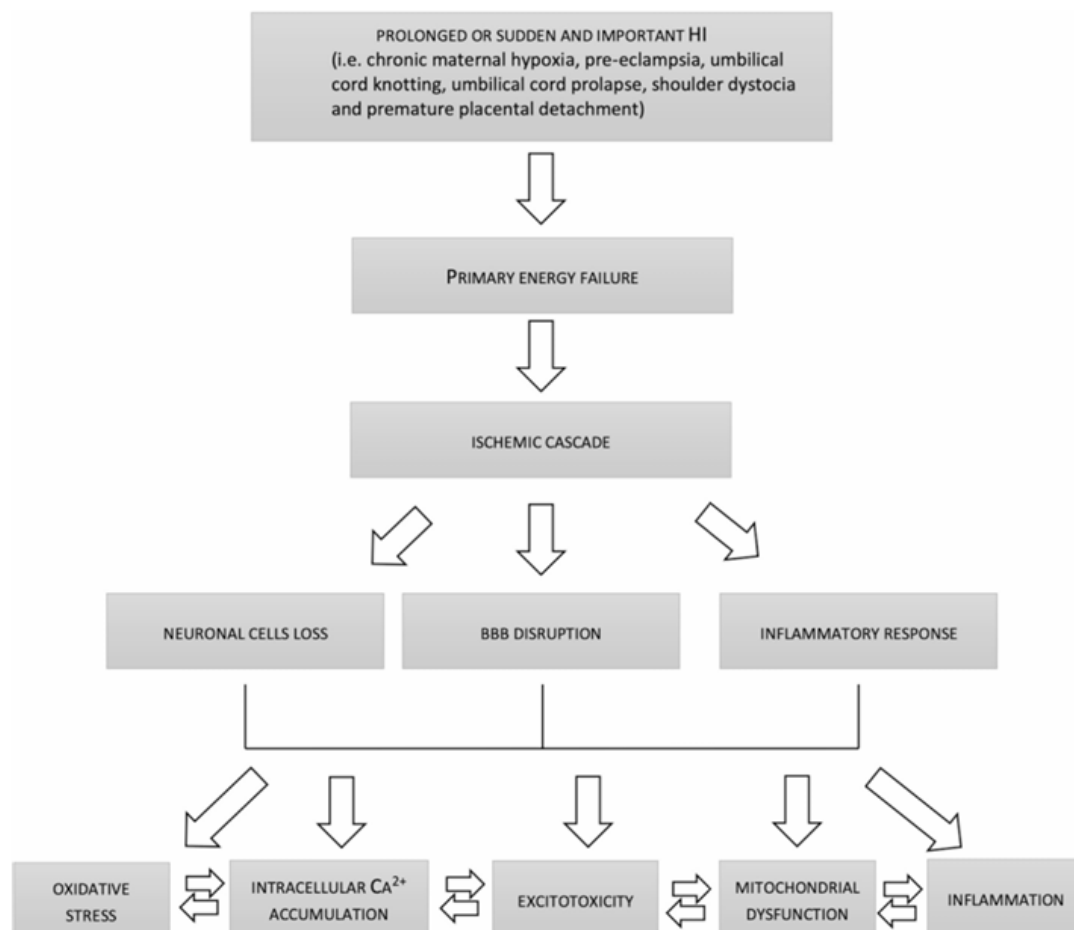 PROLONGED OR SUDDEN AND IMPORTANT HI
(i.e. chronic maternal hypoxia, pre-eclampsia, umbilical
cord knotting, umbilical cord prolapse, shoulder dystocia
and premature placental detachment)
PRIMARY ENERGY FAILURE
ISCHEMIC CASCADE
NEURONAL CELLS LOSS
BBB DISRUPTION
INFLAMMATORY RESPONSE
OXIDATIVE
STRESS
INTRACELLULAR CA²⁺
ACCUMULATION
EXCITOTOXICITY
MITOCHONDRIAL
DYSFUNCTION
INFLAMMATION